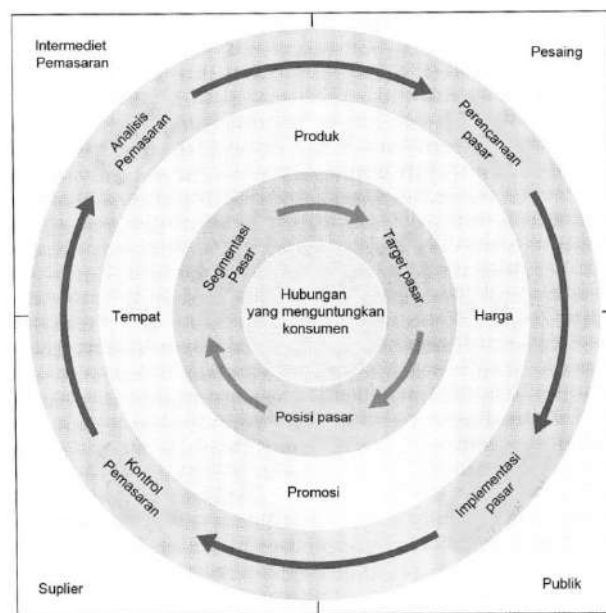 Intermediet
Pemasaran
Pesaing
Analisis
Pemasaran
Perencanaan
pasar
Produk
Segmentasi
Pasar
Target pasar
Tempat
Hubungan
yang menguntungkan
konsumen
Harga
Posisi pasar
Kontrol
Pemasaran
Promosi
Implementasi
pasar
Suplier
Publik